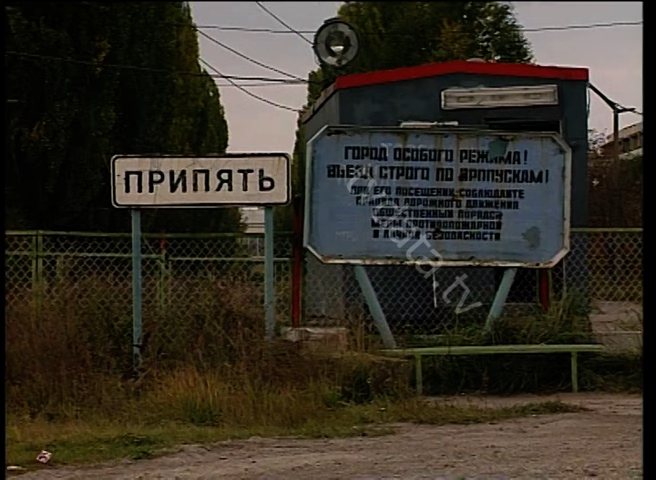 ПРИПЯТЬ
ГОРОД ОСОБОГО РЕЖИМА!
ВЪЕЗД СТРОГО ПО ПРОПУСКАМ!
ПРИ ЕГО ПОСЕЩЕНИИ СОБЛЮДАЙТЕ
ПРАВИЛА ДОРОЖНОГО ДВИЖЕНИЯ
ОБЩЕСТВЕННЫЙ ПОРЯДОК
МЕРЫ ПРОТИВОПОЖАРНОЙ
И ЛИЧНОЙ БЕЗОПАСНОСТИ